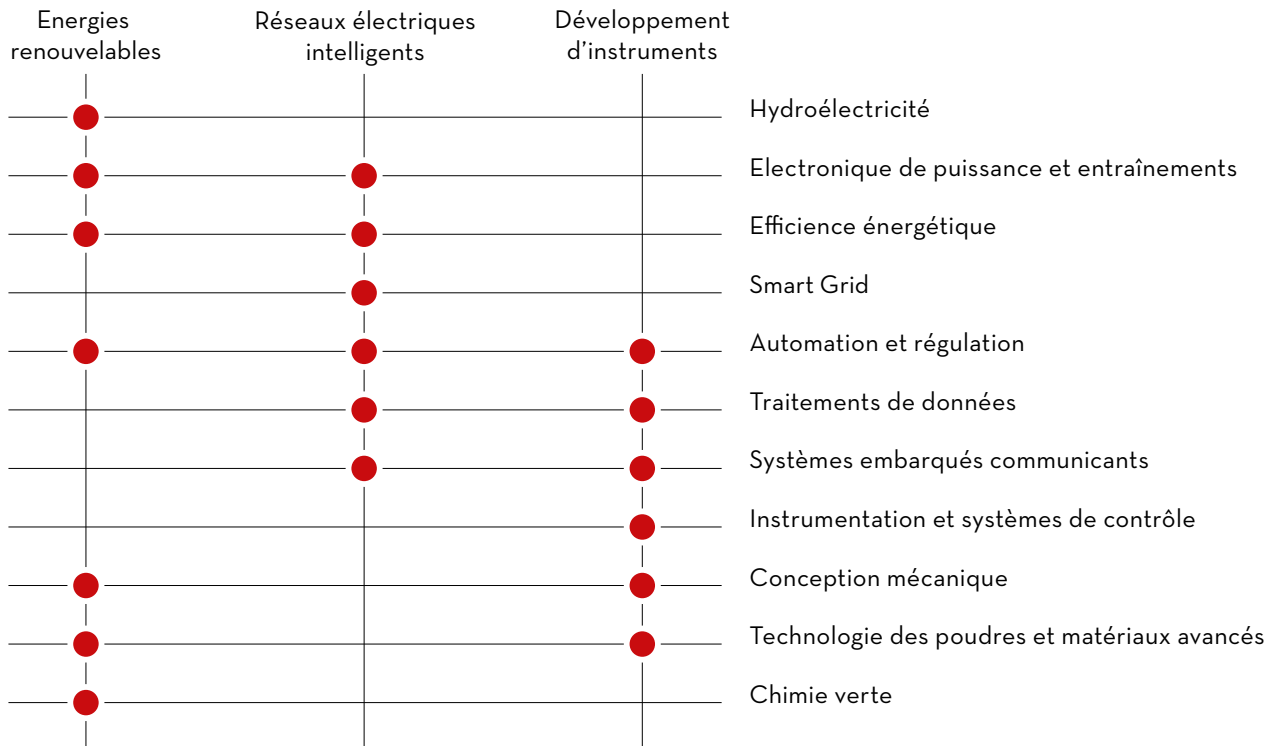 Energies
renouvelables
Réseaux électriques
intelligents
Développement
d’instruments
Hydroélectricité
Electronique de puissance et entraînements
Efficience énergétique
Smart Grid
Automation et régulation
Traitements de données
Systèmes embarqués communicants
Instrumentation et systèmes de contrôle
Conception mécanique
Technologie des poudres et matériaux avancés
Chimie verte